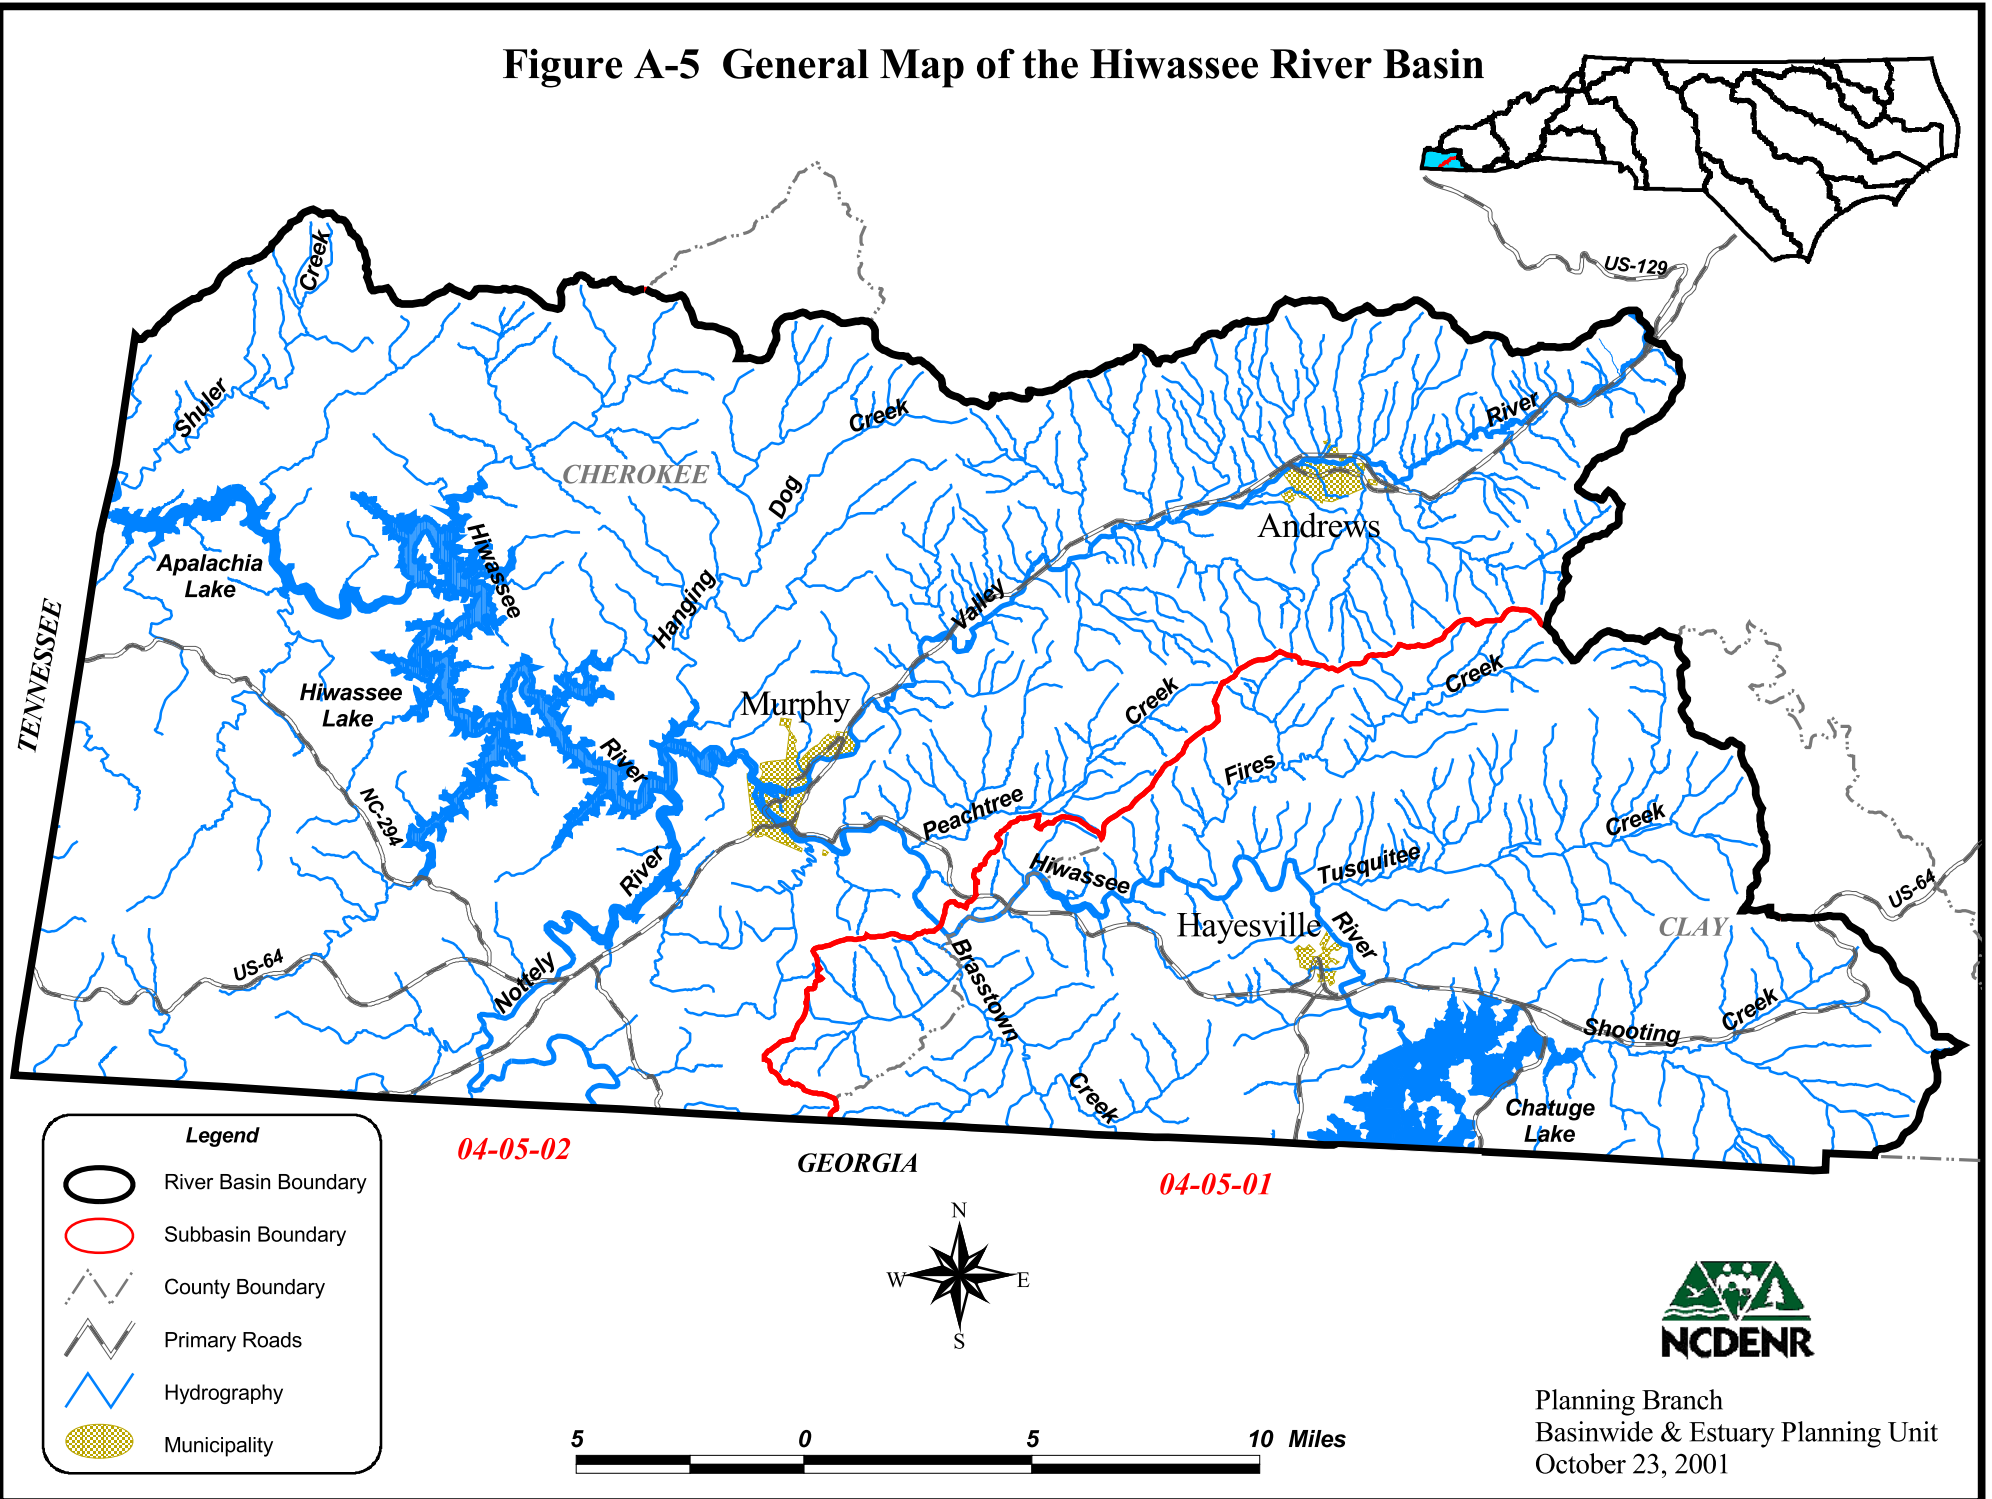 Figure A-5 General Map of the Hiwassee River Basin
US-129
Creek
Shuler
Creek
River
CHEROKEE
Dog
Andrews
Hiwassee
Apalachia
Lake
Hanging
Valley
TENNESSEE
Creek
Creek
Hiwassee
Lake
Murphy
River
Fires
NC-294
Peachtree
Creek
River
Hiwassee
Tusquitee
US-64
Hayesville
River
CLAY
US-64
Nottely
Brasstown
Creek
Shooting
Creek
Chatuge
Lake
04-05-02
GEORGIA
04-05-01
Legend
River Basin Boundary
Subbasin Boundary
County Boundary
Primary Roads
Hydrography
Municipality
N
W
E
S
NCDENR
Planning Branch
Basinwide & Estuary Planning Unit
October 23, 2001
5 0 5 10 Miles